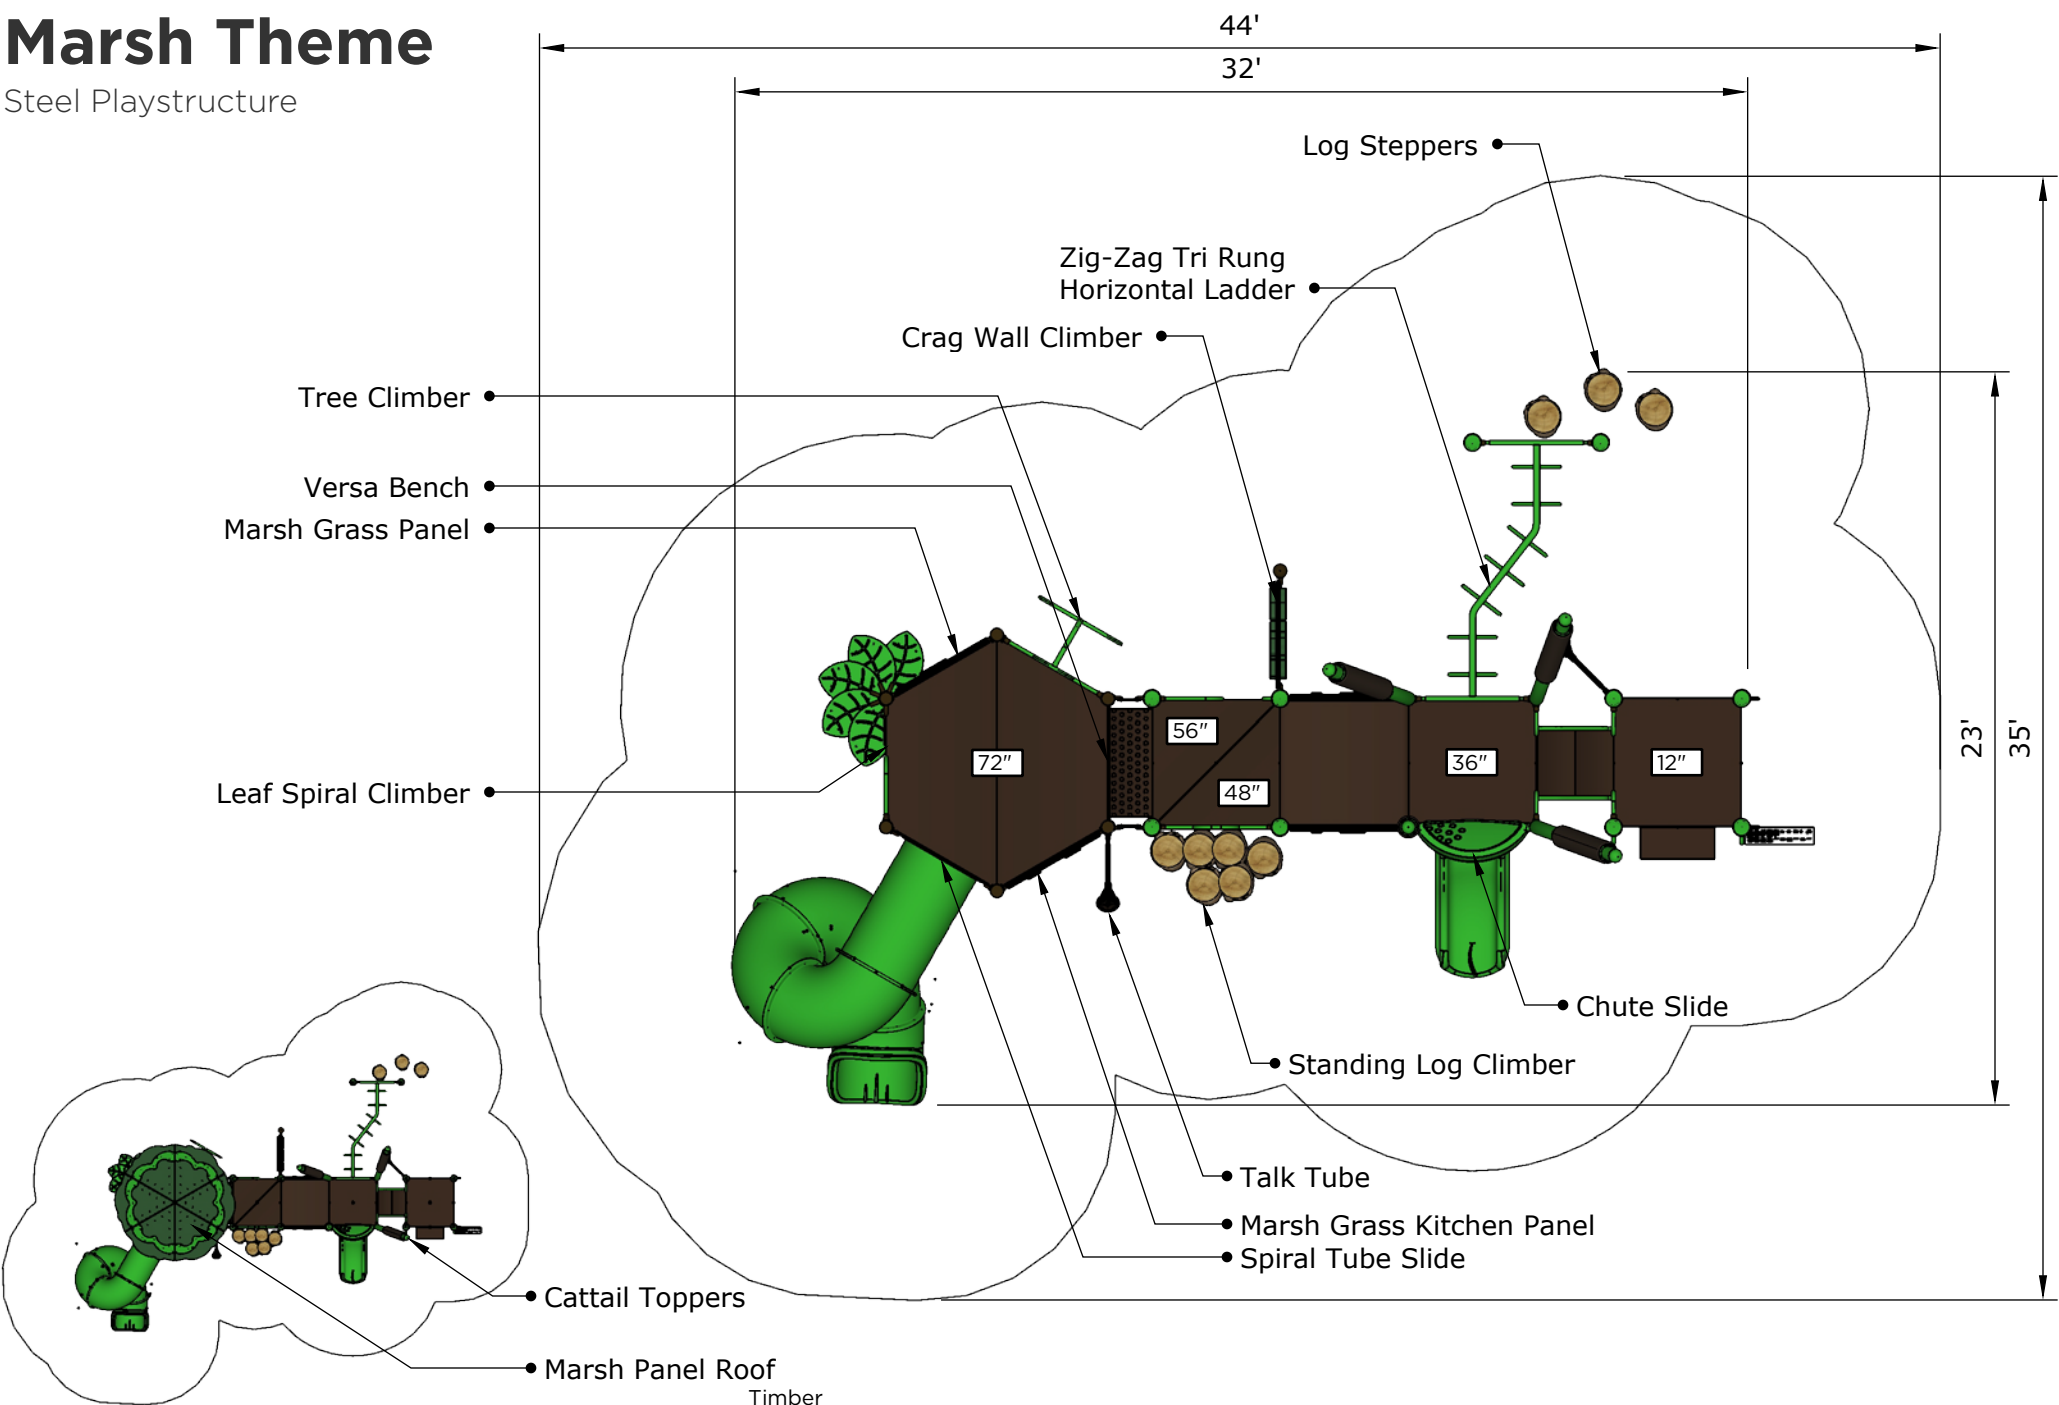 Marsh Theme
Steel Playstructure
44'
32'
Log Steppers
Zig-Zag Tri Rung
Horizontal Ladder
Crag Wall Climber
Tree Climber
Versa Bench
Marsh Grass Panel
Leaf Spiral Climber
56"
72"
48"
36"
12"
23'
35'
Chute Slide
Standing Log Climber
Talk Tube
Marsh Grass Kitchen Panel
Spiral Tube Slide
Cattail Toppers
Marsh Panel Roof
Timber